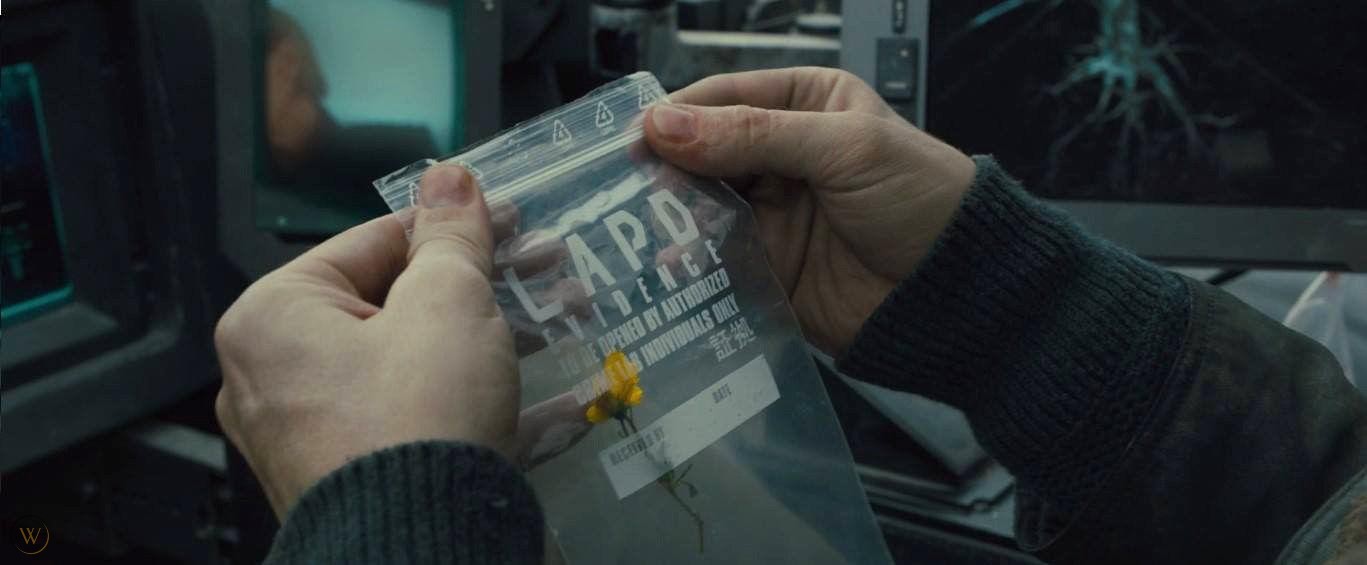 LAPD
EVIDENCE
TO BE OPENED BY AUTHORIZED
INDIVIDUALS ONLY
証拠
DATE
RECEIVED BY
W